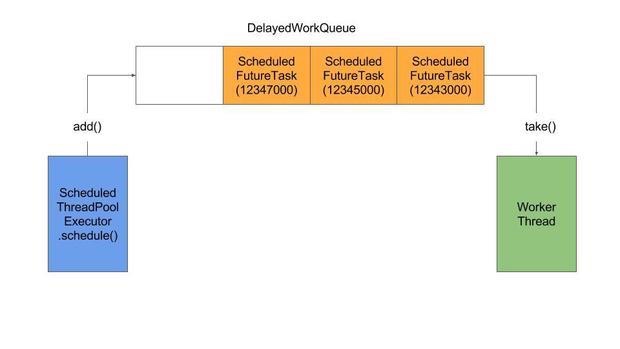 DelayedWorkQueue
Scheduled
FutureTask
(12347000)
Scheduled
FutureTask
(12345000)
Scheduled
FutureTask
(12343000)
add()
take()
Scheduled
ThreadPool
Executor
.schedule()
Worker
Thread